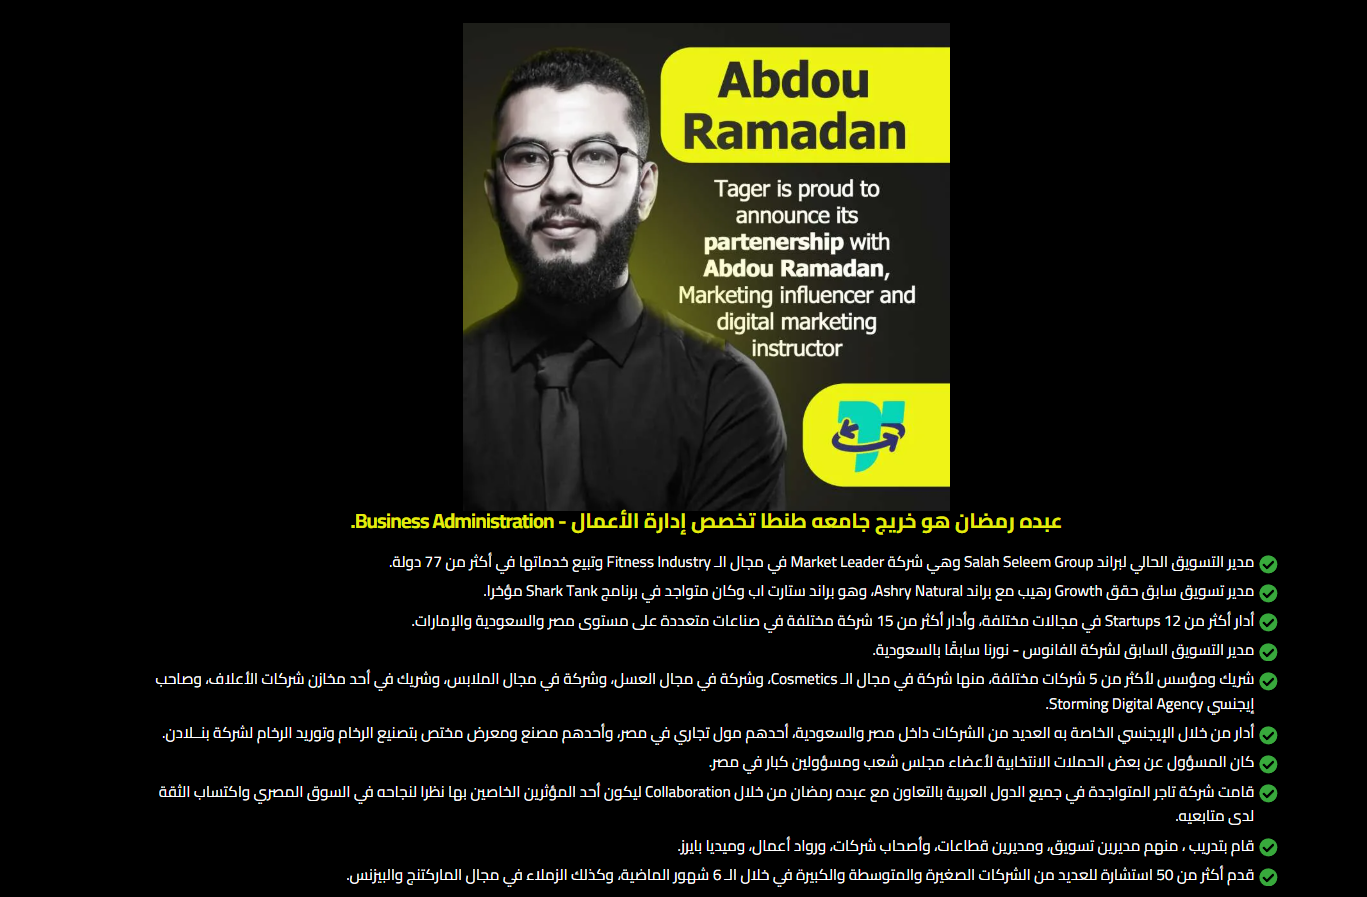 Abdou
Ramadan
Tager is proud to
announce its
partenership with
Abdou Ramadan,
Marketing influencer and
digital marketing
instructor
عبده رمضان هو خريج جامعه طنطا تخصص إدارة الأعمال - Business Administration.
مدير التسويق الحالي لبراند Salah Seleem Group وهي شركة Market Leader في مجال الـ Fitness Industry وتبيع خدماتها في أكثر من 77 دولة.
مدير تسويق سابق حقق Growth رهيب مع براند Ashry Natural، وهو براند ستارت اب وكان متواجد في برنامج Shark Tank مؤخرا.
أدار أكثر من 12 Startups في مجالات مختلفة، وأدار أكثر من 15 شركة مختلفة في صناعات متعددة على مستوى مصر والسعودية والإمارات.
مدير التسويق السابق لشركة الفانوس - نورنا سابقًا بالسعودية.
شريك ومؤسس لأكثر من 5 شركات مختلفة، منها شركة في مجال الـ Cosmetics، وشركة في مجال العسل، وشركة في مجال الملابس، وشريك في أحد مخازن شركات الأعلاف، وصاحب
إيجنسي Storming Digital Agency.
أدار من خلال الإيجنسي الخاصة به العديد من الشركات داخل مصر والسعودية، أحدهم مول تجاري في مصر، وأحدهم مصنع ومعرض مختص بتصنيع الرخام وتوريد الرخام لشركة بنــلادن.
كان المسؤول عن بعض الحملات الانتخابية لأعضاء مجلس شعب ومسؤولين كبار في مصر.
قامت شركة تاجر المتواجدة في جميع الدول العربية بالتعاون مع عبده رمضان من خلال Collaboration ليكون أحد المؤثرين الخاصين بها نظرا لنجاحه في السوق المصري واكتساب الثقة
لدى متابعيه.
قام بتدريب ، منهم مديرين تسويق، ومديرين قطاعات، وأصحاب شركات، ورواد أعمال، وميديا بايرز.
قدم أكثر من 50 استشارة للعديد من الشركات الصغيرة والمتوسطة والكبيرة في خلال الـ 6 شهور الماضية، وكذلك الزملاء في مجال الماركتنج والبيزنس.